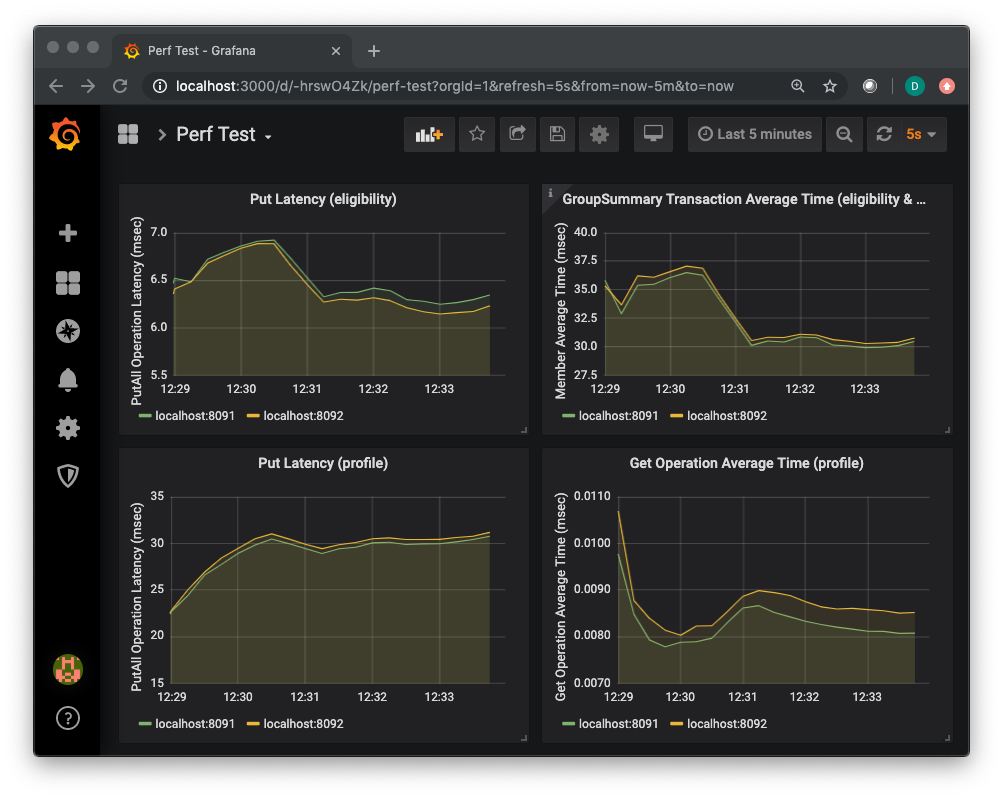 Perf Test - Grafana
localhost:3000/d/-hrswO4Zk/perf-test?orgId=1&refresh=5s&from=now-5m&to=now
D
Perf Test
Last 5 minutes
5s
Put Latency (eligibility)
PutAll Operation Latency (msec)
7.0
6.5
6.0
5.5
12:29 12:30 12:31 12:32 12:33
localhost:8091 localhost:8092
i
GroupSummary Transaction Average Time (eligibility & ...
Member Average Time (msec)
40.0
37.5
35.0
32.5
30.0
27.5
12:29 12:30 12:31 12:32 12:33
localhost:8091 localhost:8092
Put Latency (profile)
PutAll Operation Latency (msec)
35
30
25
20
15
12:29 12:30 12:31 12:32 12:33
localhost:8091 localhost:8092
Get Operation Average Time (profile)
Get Operation Average Time (msec)
0.0110
0.0100
0.0090
0.0080
0.0070
12:29 12:30 12:31 12:32 12:33
localhost:8091 localhost:8092
?